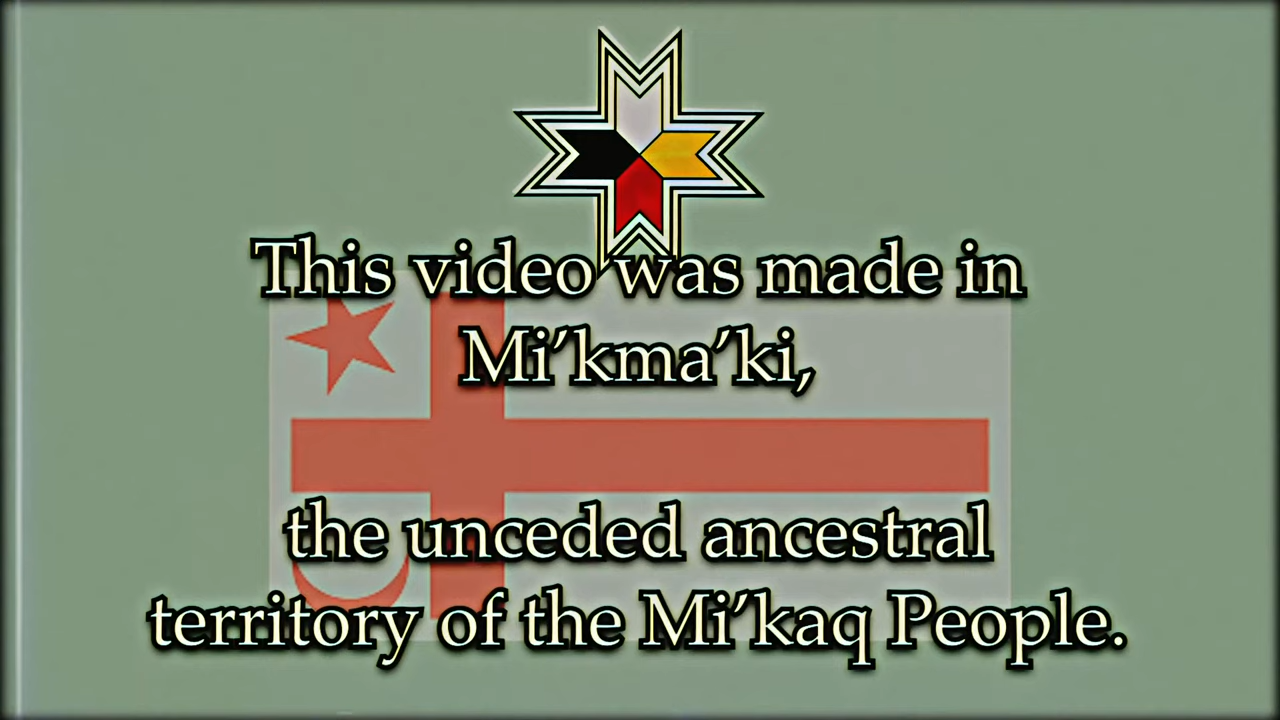 This video was made in
Mi’kma’ki,
the unceded ancestral
territory of the Mi’kaq People.